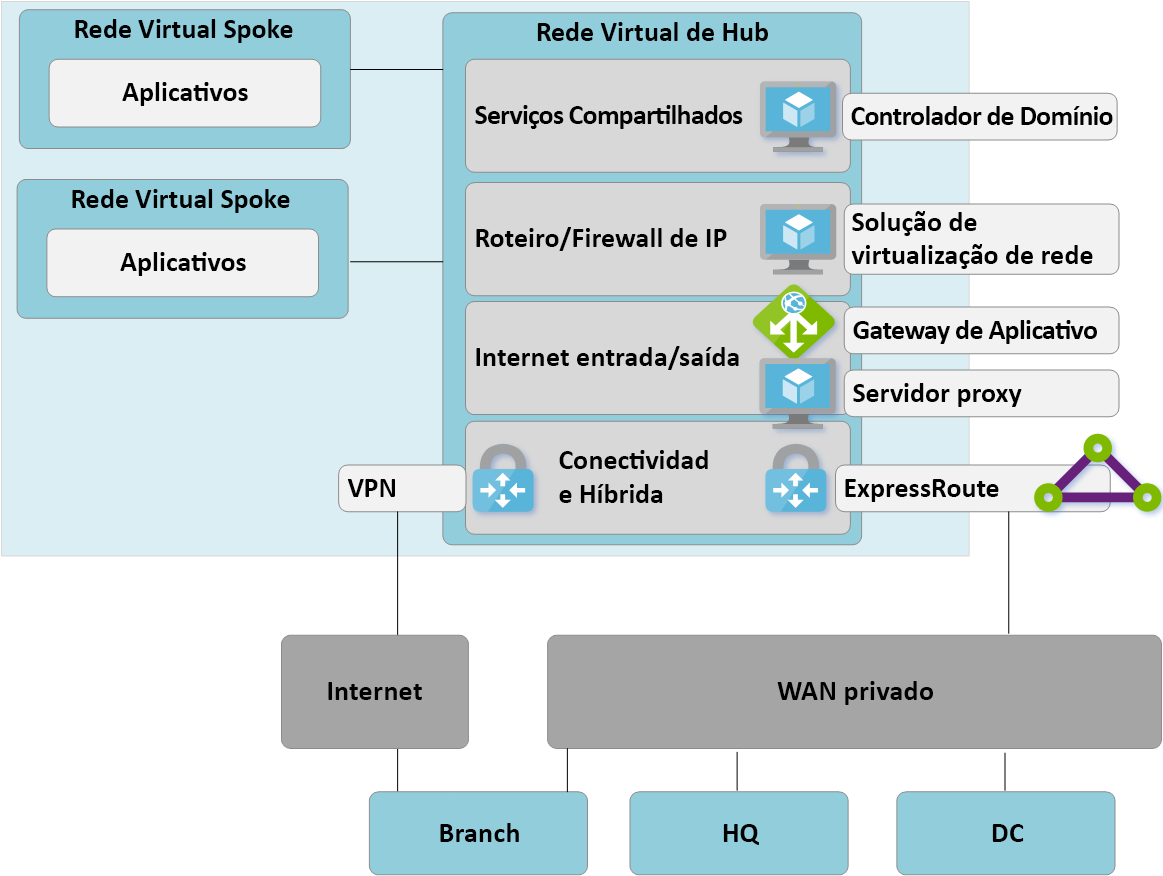 Rede Virtual Spoke
Aplicativos
Rede Virtual Spoke
Aplicativos
Rede Virtual de Hub
Serviços Compartilhados
Controlador de Domínio
Roteiro/Firewall de IP
Solução de
virtualização de rede
Internet entrada/saída
Gateway de Aplicativo
Servidor proxy
VPN
Conectividad
e Híbrida
ExpressRoute
Internet
WAN privado
Branch
HQ
DC